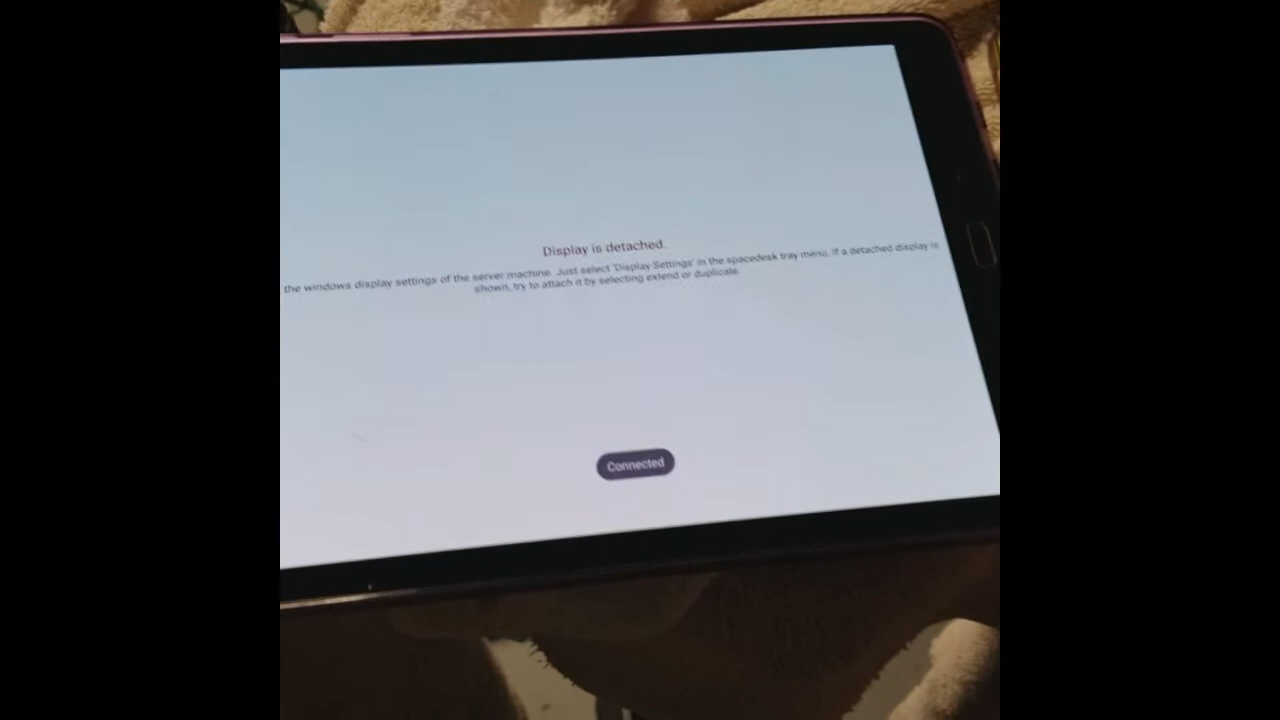 Display is detached.
the windows display settings of the server machine. Just select 'Display Settings' in the spacedesk tray menu. If a detached display is
shown, try to attach it by selecting extend or duplicate.
Connected